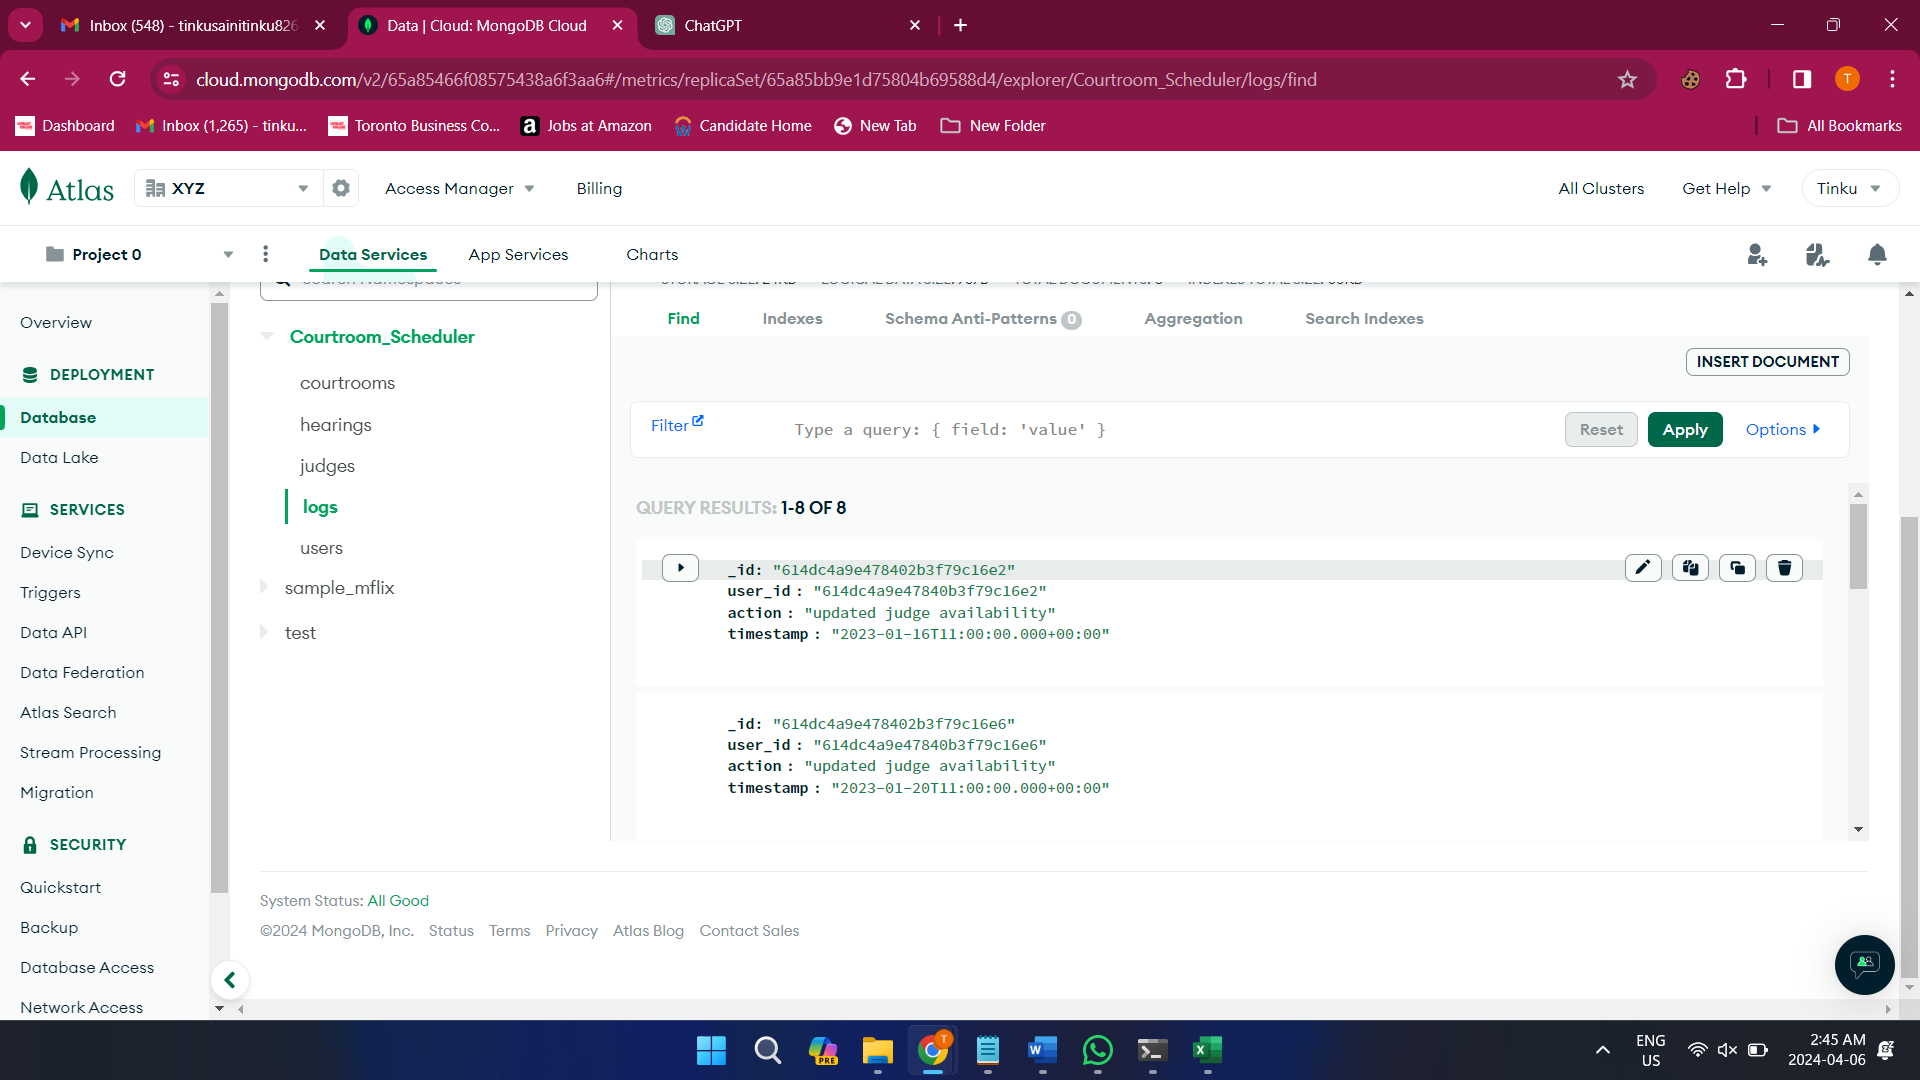 Inbox (548) - tinkusainitinku826
Data | Cloud: MongoDB Cloud
ChatGPT
cloud.mongodb.com/v2/65a85466f08575438a6f3aa6#/metrics/replicaSet/65a85bb9e1d75804b69588d4/explorer/Courtroom_Scheduler/logs/find
T
Dashboard
Inbox (1,265) - tinku...
Toronto Business Co...
Jobs at Amazon
Candidate Home
New Tab
New Folder
All Bookmarks
Atlas
XYZ
Access Manager
Billing
All Clusters
Get Help
Tinku
Project 0
Data Services
App Services
Charts
Overview
DEPLOYMENT
Database
Data Lake
SERVICES
Device Sync
Triggers
Data API
Data Federation
Atlas Search
Stream Processing
Migration
SECURITY
Quickstart
Backup
Database Access
Network Access
Search Namespaces
Courtroom_Scheduler
courtrooms
hearings
judges
logs
users
sample_mflix
test
Find
Indexes
Schema Anti-Patterns 0
Aggregation
Search Indexes
INSERT DOCUMENT
Filter
Type a query: { field: 'value' }
Reset
Apply
Options
QUERY RESULTS: 1-8 OF 8
_id: "614dc4a9e478402b3f79c16e2"
user_id : "614dc4a9e47840b3f79c16e2"
action : "updated judge availability"
timestamp : "2023-01-16T11:00:00.000+00:00"
_id: "614dc4a9e478402b3f79c16e6"
user_id : "614dc4a9e47840b3f79c16e6"
action : "updated judge availability"
timestamp : "2023-01-20T11:00:00.000+00:00"
System Status: All Good
©2024 MongoDB, Inc. Status Terms Privacy Atlas Blog Contact Sales
PRE
T
ENG
US
2:45 AM
2024-04-06